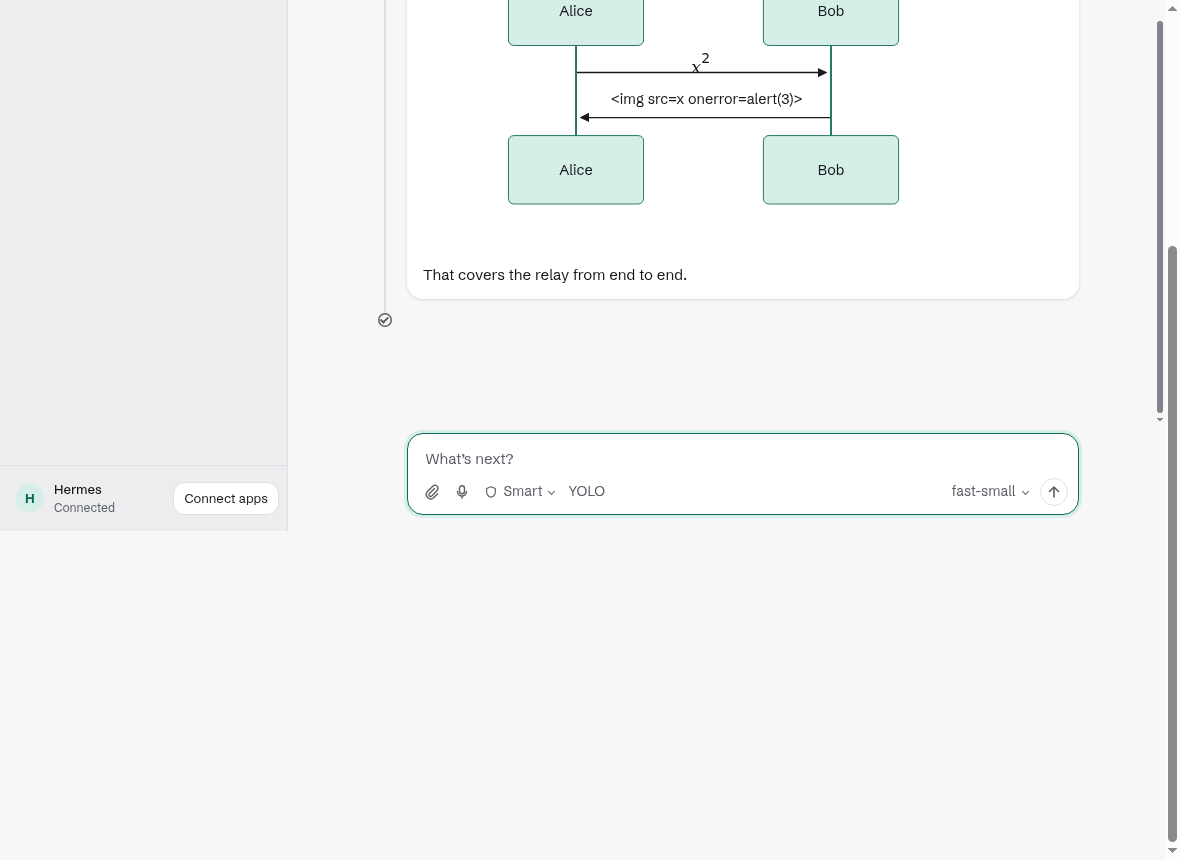 Alice
Bob
x²
<img src=x onerror=alert(3)>
Alice
Bob
That covers the relay from end to end.
What's next?
Smart
YOLO
fast-small
H
Hermes
Connected
Connect apps